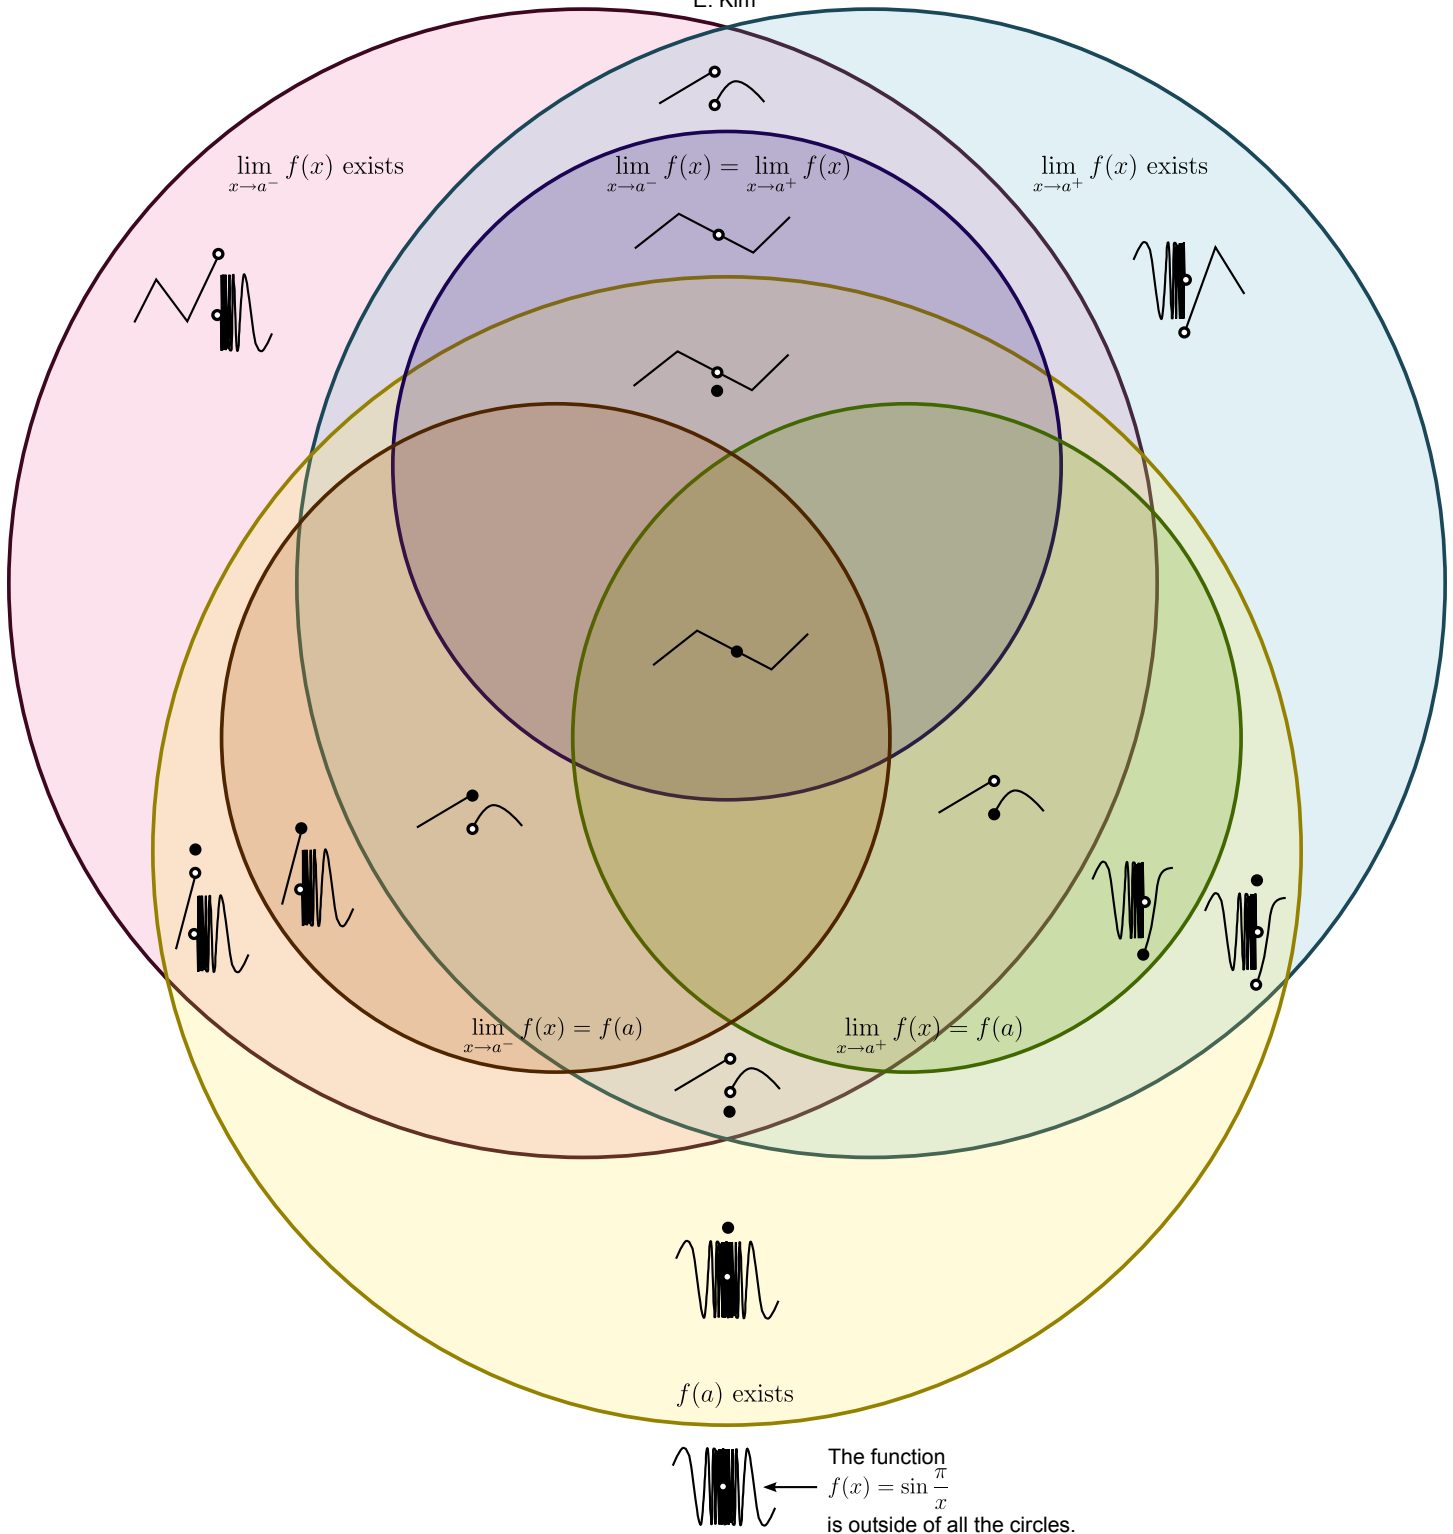 E. Kim
lim x→a⁻ f(x) exists
lim x→a⁻ f(x) = lim x→a⁺ f(x)
lim x→a⁺ f(x) exists
lim x→a⁻ f(x) = f(a)
lim x→a⁺ f(x) = f(a)
f(a) exists
The function
f(x) = sin π/x
is outside of all the circles.